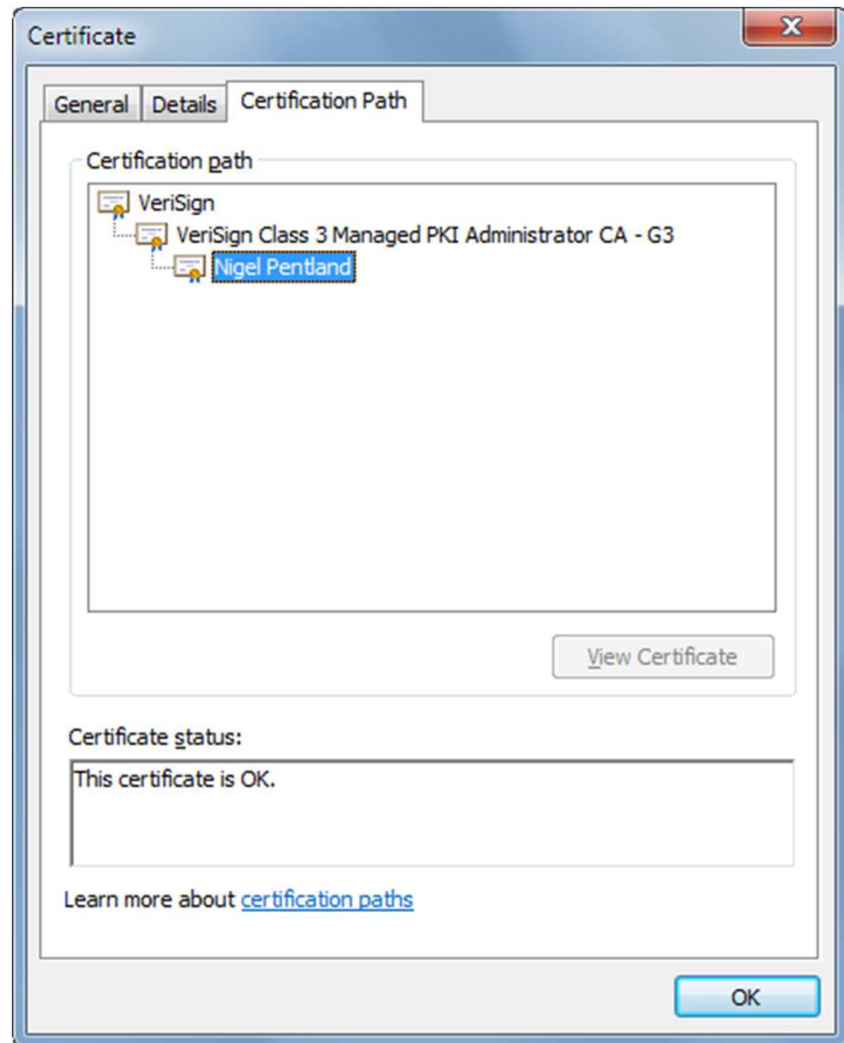 Certificate
General Details Certification Path
Certification path
VeriSign
VeriSign Class 3 Managed PKI Administrator CA - G3
Nigel Pentland
View Certificate
Certificate status:
This certificate is OK.
Learn more about certification paths
OK